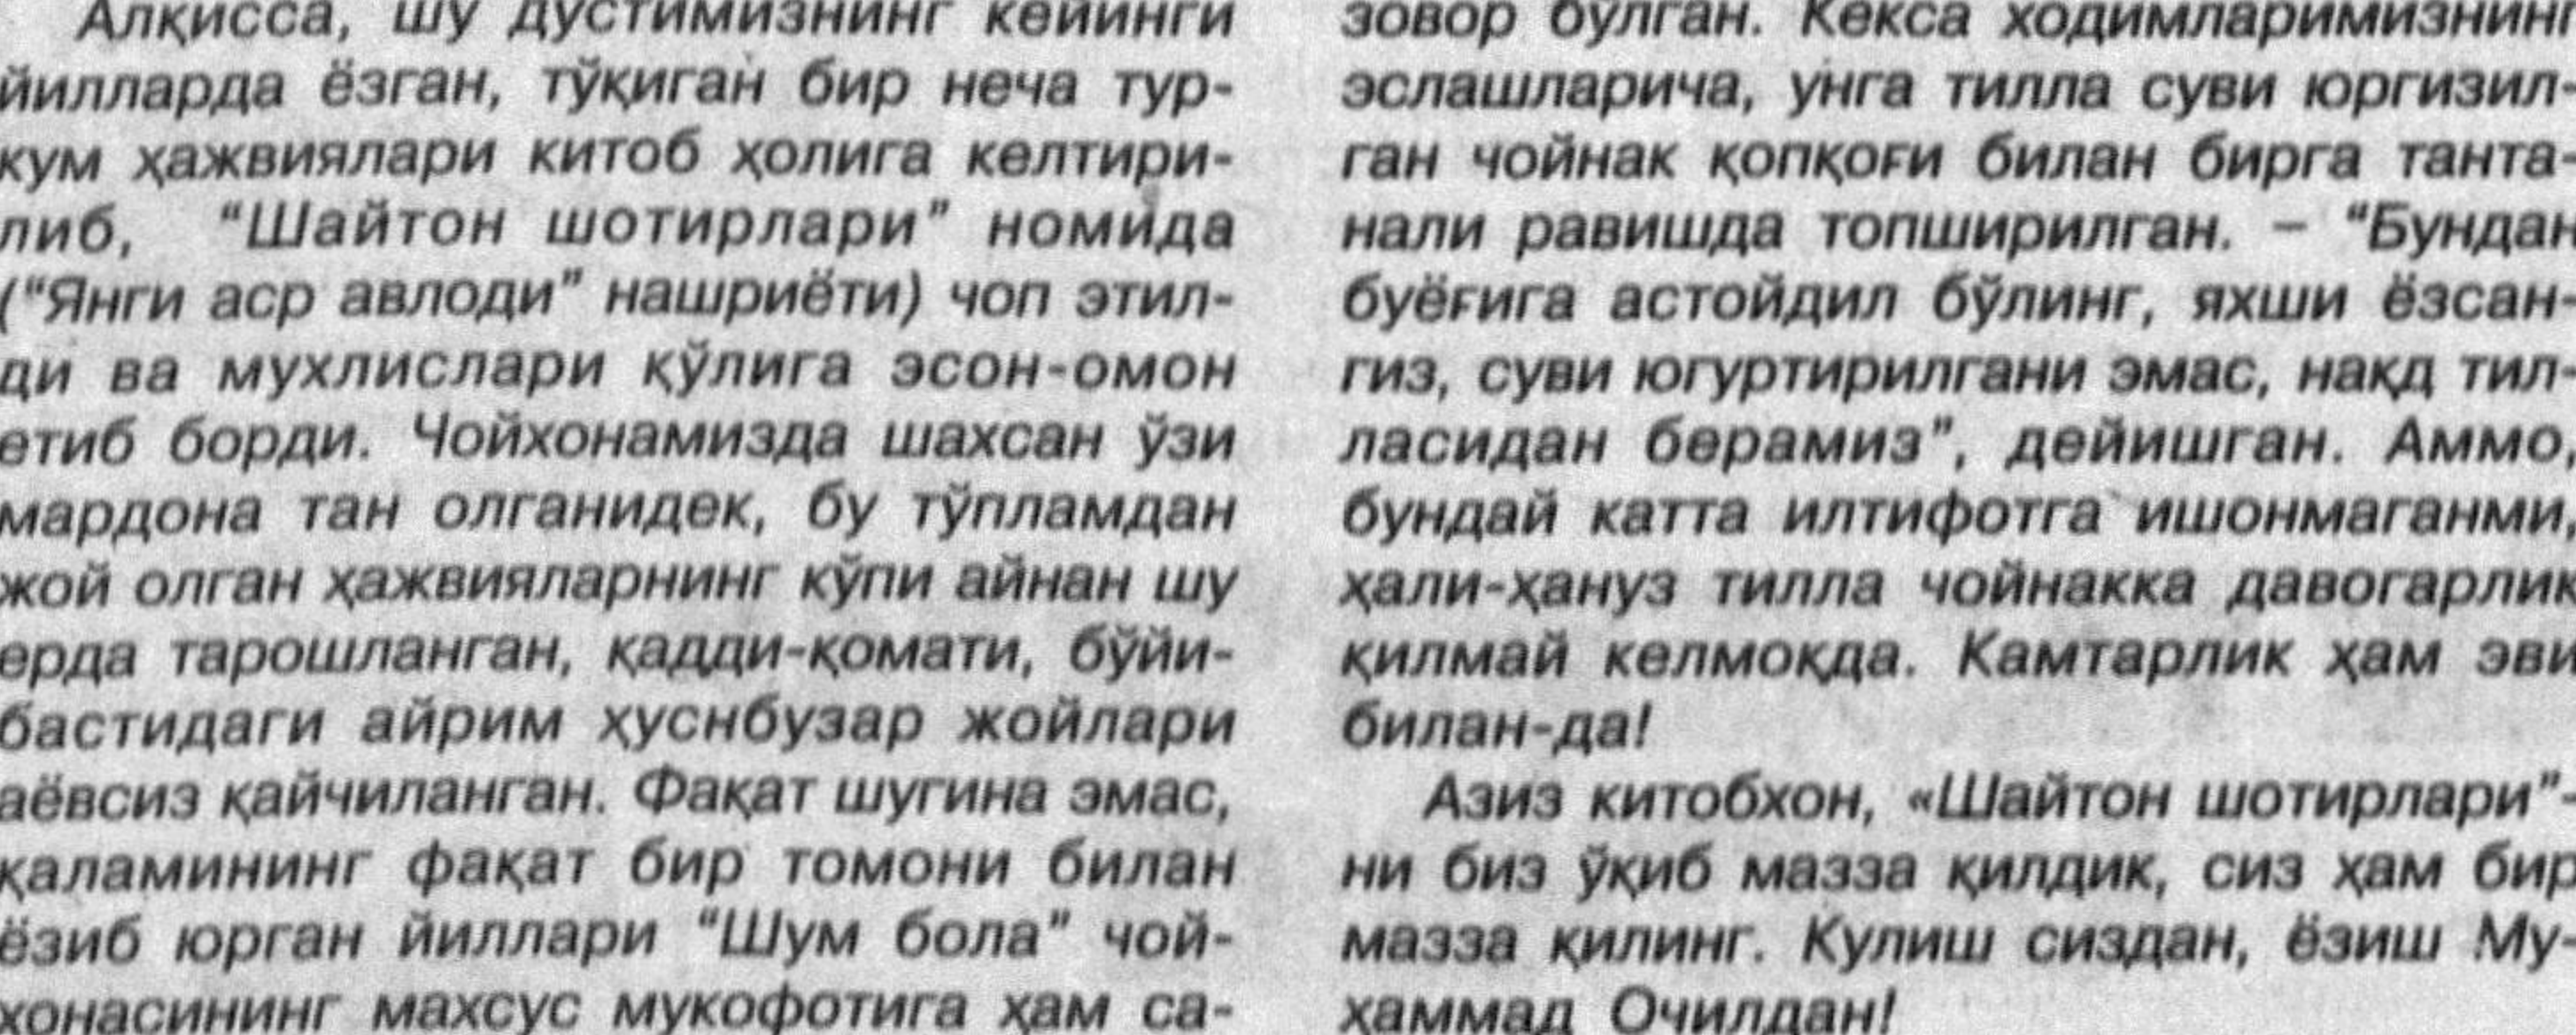 Алқисса, шу дўстимизнинг кейинги
йилларда ёзган, тўқиган бир неча тур-
кум ҳажвиялари китоб ҳолига келтири-
либ, “Шайтон шотирлари” номида
(“Янги аср авлоди” нашриёти) чоп этил-
ди ва мухлислари қўлига эсон-омон
етиб борди. Чойхонамизда шахсан ўзи
мардона тан олганидек, бу тўпламдан
жой олган ҳажвияларнинг кўпи айнан шу
ерда тарошланган, қадди-қомати, бўйи-
бастидаги айрим ҳуснбузар жойлари
аёвсиз қайчиланган. Фақат шугина эмас,
қаламининг фақат бир томони билан
ёзиб юрган йиллари “Шум бола” чой-
хонасининг махсус мукофотига ҳам са-
зовор бўлган. Кекса ходимларимизнинг
эслашларича, унга тилла суви юргизил-
ган чойнак қопқоғи билан бирга танта-
нали равишда топширилган. – “Бундан
буёғига астойдил бўлинг, яхши ёзсан-
гиз, суви югуртирилгани эмас, нақд тил-
ласидан берамиз”, дейишган. Аммо,
бундай катта илтифотга ишонмаганми,
ҳали-ҳануз тилла чойнакка давогарлик
қилмай келмоқда. Камтарлик ҳам эви
билан-да!
Азиз китобхон, «Шайтон шотирлари”-
ни биз ўқиб мазза қилдик, сиз ҳам бир
мазза қилинг. Кулиш сиздан, ёзиш Му-
ҳаммад Очилдан!